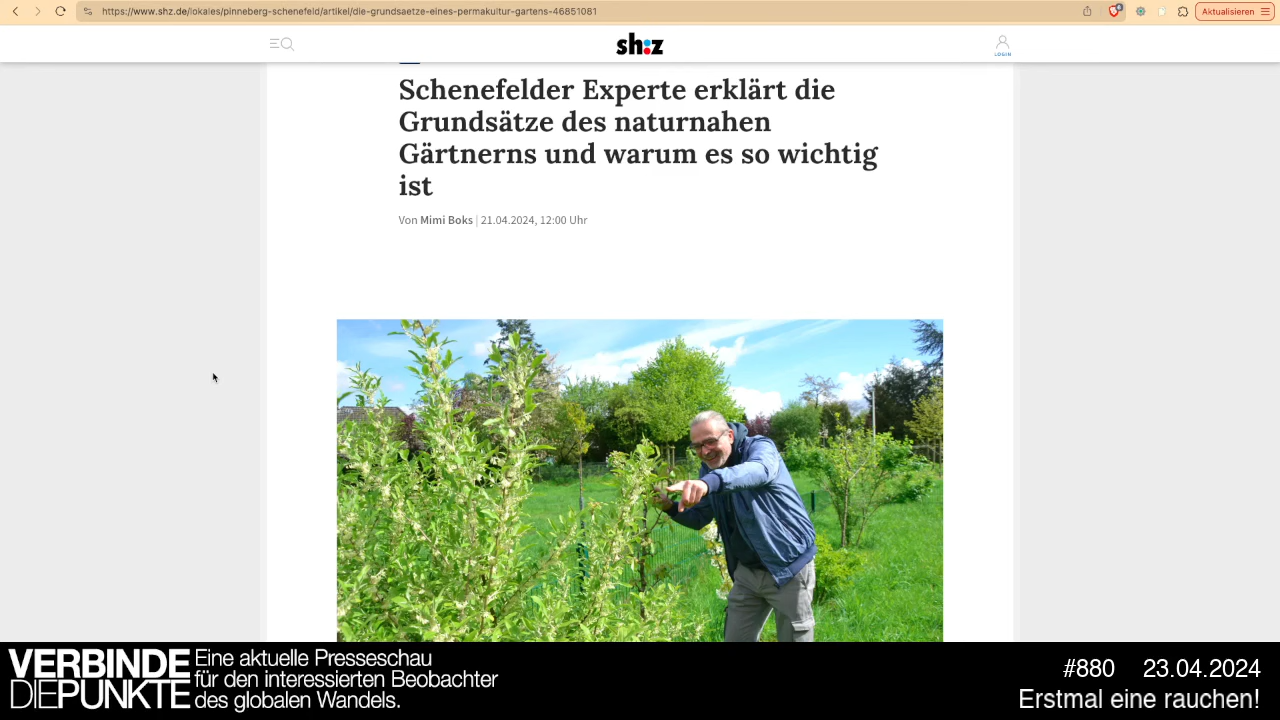 https://www.shz.de/lokales/pinneberg-schenefeld/artikel/die-grundsaetze-eines-permakultur-gartens-46851081
Aktualisieren
sh:z
LOGIN
Schenefelder Experte erklärt die
Grundsätze des naturnahen
Gärtnerns und warum es so wichtig
ist
Von Mimi Boks | 21.04.2024, 12:00 Uhr
VERBINDE
DIEPUNKTE
Eine aktuelle Presseschau
für den interessierten Beobachter
des globalen Wandels.
#880 23.04.2024
Erstmal eine rauchen!